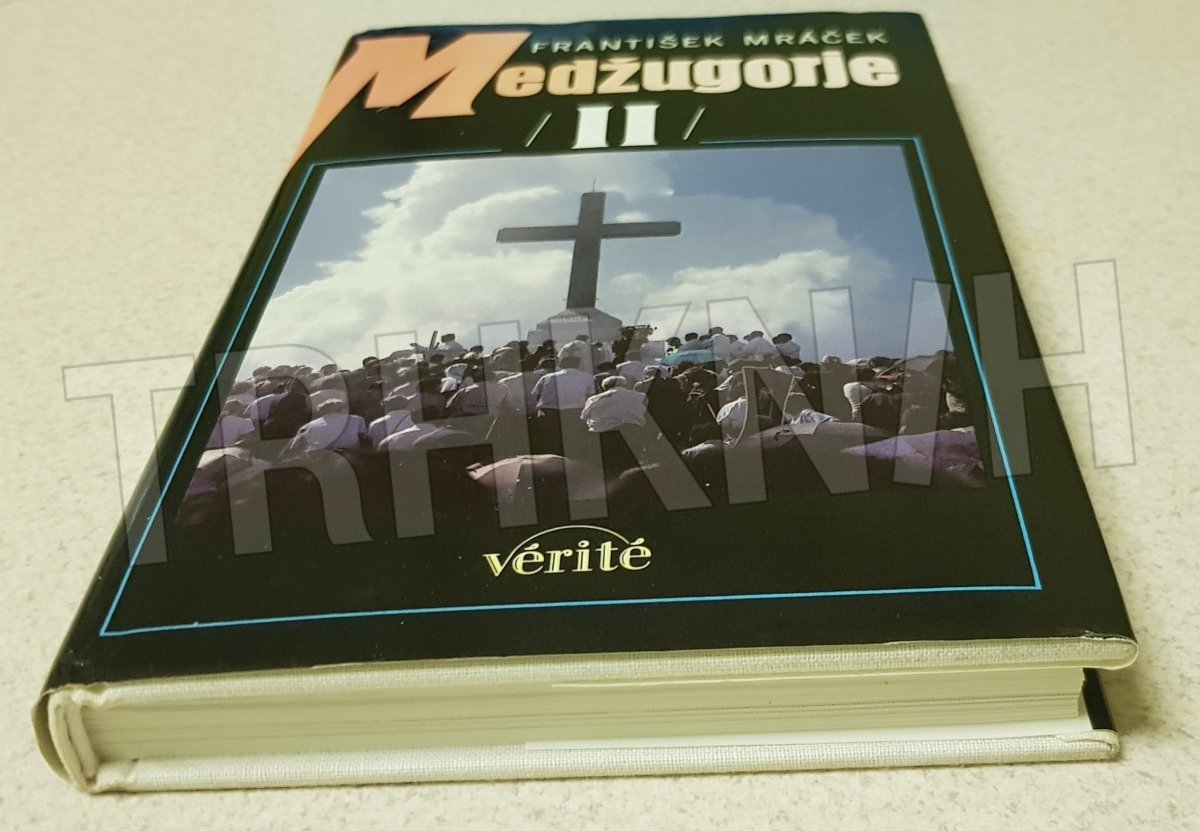 FRANTIŠEK MRÁČEK
Medžugorje
/ II /
TRHKNIH
vérité